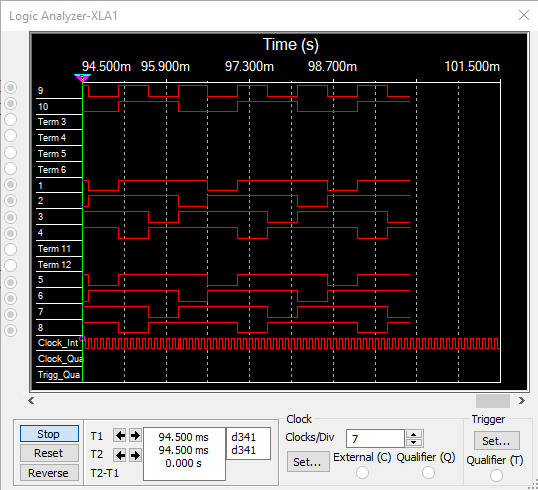 Logic Analyzer-XLA1
Time (s)
94.500m 95.900m 97.300m 98.700m 101.500m
9
10
Term 3
Term 4
Term 5
Term 6
1
2
3
4
Term 11
Term 12
5
6
7
8
Clock_Int
Clock_Qua
Trigg_Qua
Stop
Reset
Reverse
T1
T2
T2-T1
94.500 ms
94.500 ms
0.000 s
d341
d341
Clock
Clocks/Div 7
Set... External (C) Qualifier (Q)
Trigger
Set...
Qualifier (T)